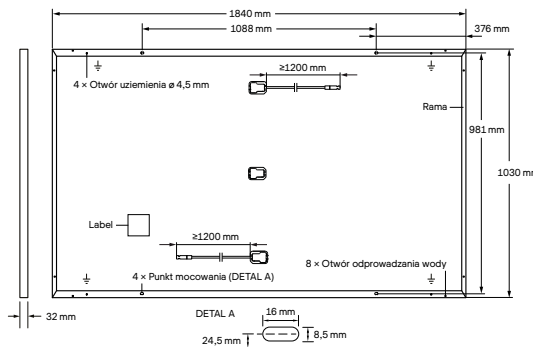 1840 mm
1088 mm
376 mm
≥1200 mm
4 × Otwór uziemienia ø 4,5 mm
Rama
981 mm
1030 mm
Label
≥1200 mm
8 × Otwór odprowadzania wody
4 × Punkt mocowania (DETAL A)
32 mm
DETAL A
16 mm
24,5 mm
8,5 mm